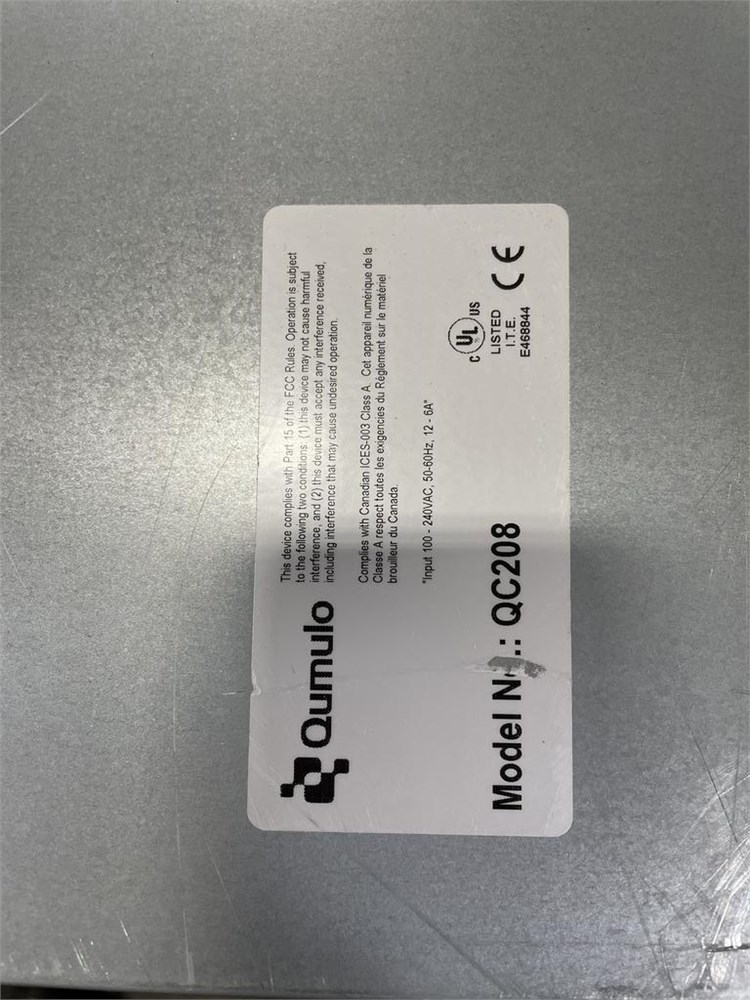 Qumulo
This device complies with Part 15 of the FCC Rules. Operation is subject
to the following two conditions: (1) this device may not cause harmful
interference, and (2) this device must accept any interference received,
including interference that may cause undesired operation.
Complies with Canadian ICES-003 Class A. Cet appareil numérique de la
Classe A respect toutes les exigencies du Règlement sur le matériel
brouilleur du Canada.
"Input 100 - 240VAC, 50-60Hz, 12 - 6A"
Model No.: QC208
C UL US
LISTED
I.T.E.
E468844
CE